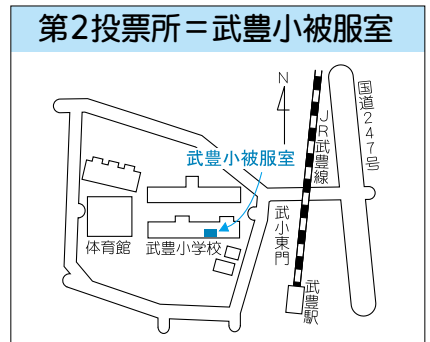 第2投票所＝武豊小被服室
N
国道247号
JR武豊線
武豊小被服室
武小東門
体育館
武豊小学校
武豊駅